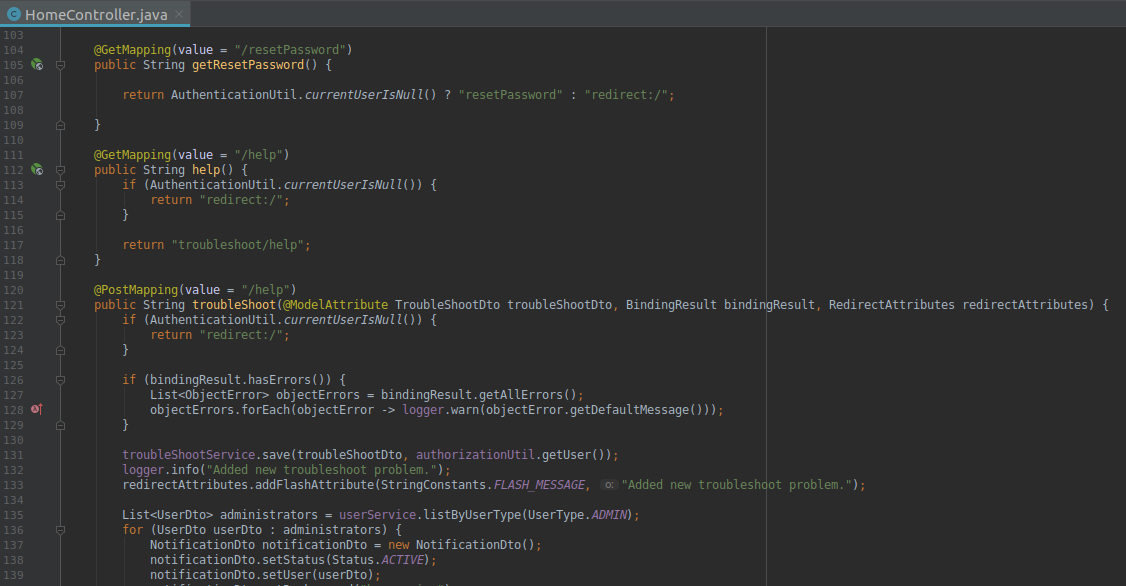 HomeController.java
103
104 @GetMapping(value = "/resetPassword")
105 public String getResetPassword() {
106
107 return AuthenticationUtil.currentUserIsNull() ? "resetPassword" : "redirect:/";
108
109 }
110
111 @GetMapping(value = "/help")
112 public String help() {
113 if (AuthenticationUtil.currentUserIsNull()) {
114 return "redirect:/";
115 }
116
117 return "troubleshoot/help";
118 }
119
120 @PostMapping(value = "/help")
121 public String troubleShoot(@ModelAttribute TroubleShootDto troubleShootDto, BindingResult bindingResult, RedirectAttributes redirectAttributes) {
122 if (AuthenticationUtil.currentUserIsNull()) {
123 return "redirect:/";
124 }
125
126 if (bindingResult.hasErrors()) {
127 List<ObjectError> objectErrors = bindingResult.getAllErrors();
128 objectErrors.forEach(objectError -> logger.warn(objectError.getDefaultMessage()));
129 }
130
131 troubleShootService.save(troubleShootDto, authorizationUtil.getUser());
132 logger.info("Added new troubleshoot problem.");
133 redirectAttributes.addFlashAttribute(StringConstants.FLASH_MESSAGE, o: "Added new troubleshoot problem.");
134
135 List<UserDto> administrators = userService.listByUserType(UserType.ADMIN);
136 for (UserDto userDto : administrators) {
137 NotificationDto notificationDto = new NotificationDto();
138 notificationDto.setStatus(Status.ACTIVE);
139 notificationDto.setUser(userDto);